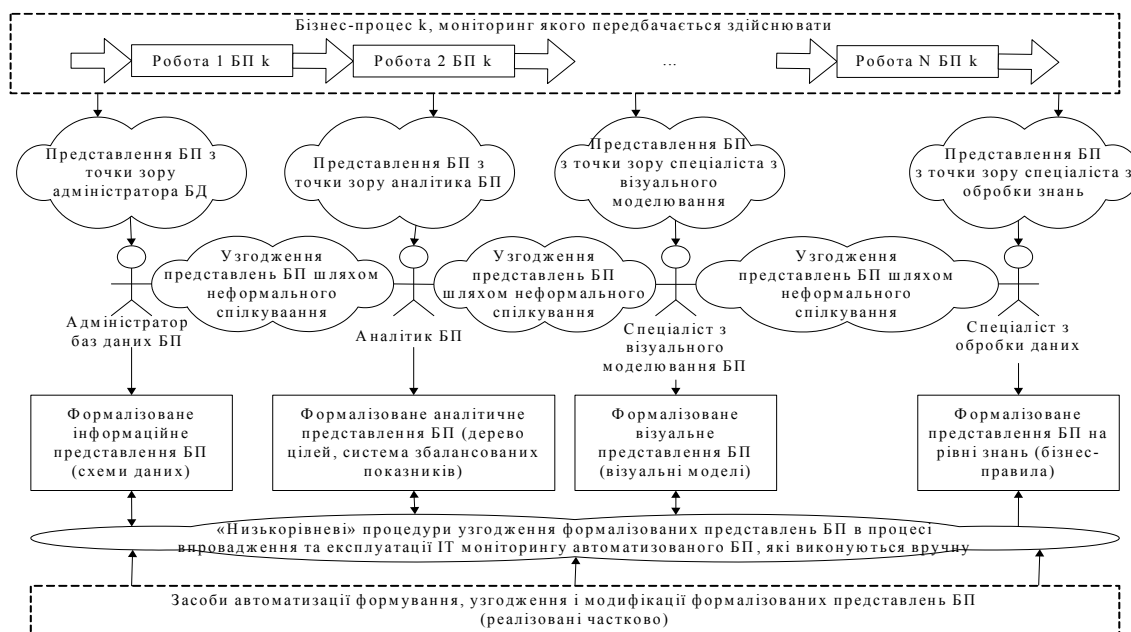 Бізнес-процес k, моніторинг якого передбачається здійснювати
Робота 1 БП k
Робота 2 БП k
...
Робота N БП k
Представлення БП з
точки зору
адміністратора БД
Представлення БП
з точки зору аналітика БП
Представлення БП
з точки зору спеціаліста з
візуального
моделювання
Представлення БП
з точки зору спеціаліста з
обробки знань
Узгодження
представлень БП шляхом
неформального
спілкуваання
Узгодження
представлень БП
шляхом неформального
спілкування
Узгодження
представлень БП шляхом
неформального
спілкування
Адміністратор
баз даних БП
Аналітик БП
Спеціаліст з
візуального
моделювання БП
Спеціаліст з
обробки даних
Формалізоване
інформаційне
представлення БП
(схеми даних)
Формалізоване аналітичне
представлення БП (дерево
цілей, система збалансованих
показників)
Формалізоване
візуальне
представлення БП
(візуальні моделі)
Формалізоване
представлення БП на
рівні знань (бізнес-
правила)
«Низькорівневі» процедури узгодження формалізованих представлень БП в процесі
впровадження та експлуатації ІТ моніторингу автоматизованого БП, які виконуються вручну
Засоби автоматизації формування, узгодження і модифікації формалізованих представлень БП
(реалізовані частково)